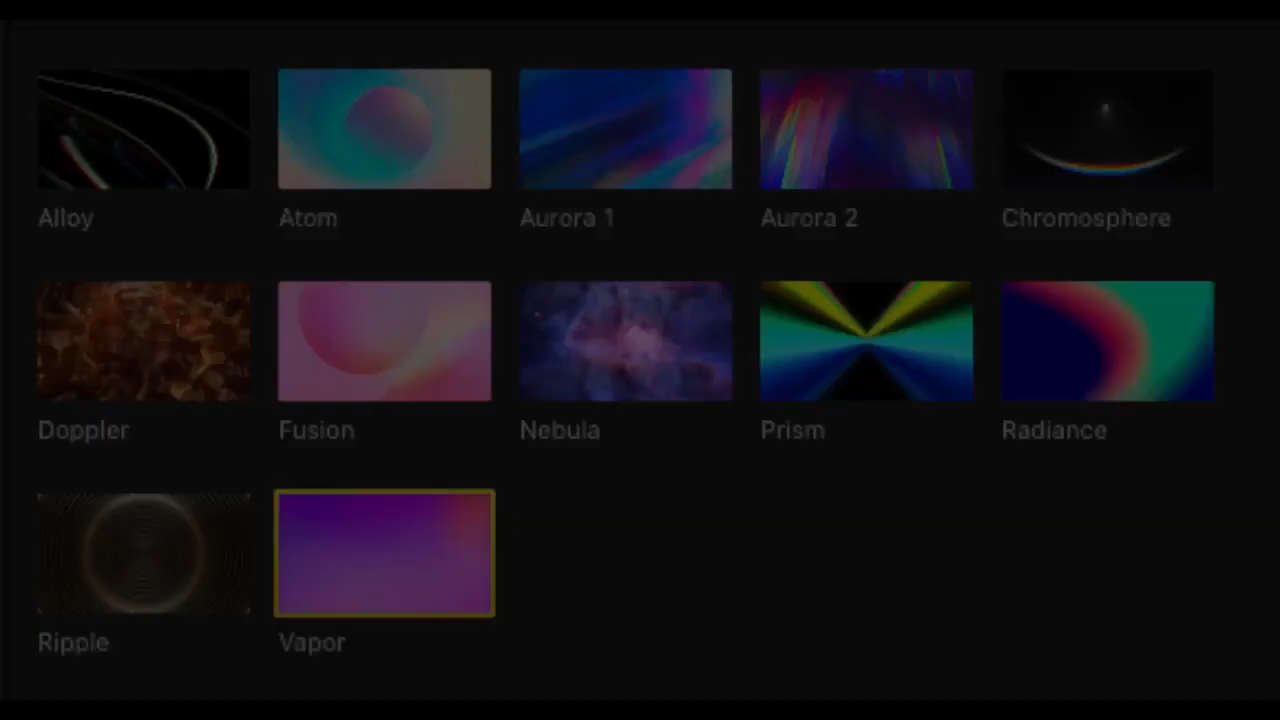 Alloy
Atom
Aurora 1
Aurora 2
Chromosphere
Doppler
Fusion
Nebula
Prism
Radiance
Ripple
Vapor